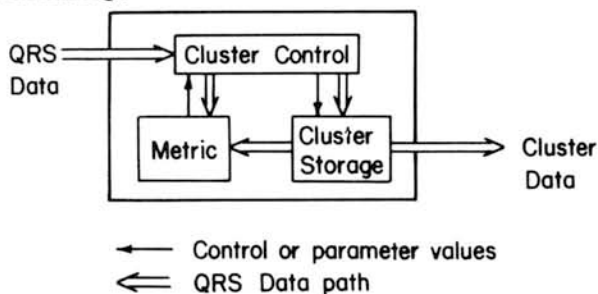 QRS
Data
Cluster Control
Metric
Cluster
Storage
Cluster
Data
Control or parameter values
QRS Data path